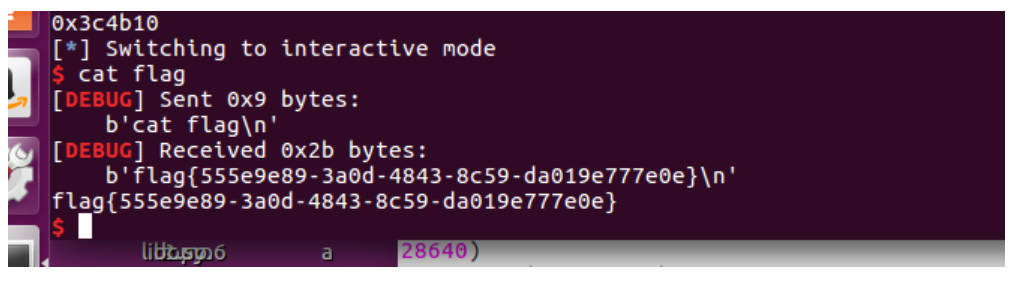 0x3c4b10
[*] Switching to interactive mode
$ cat flag
[DEBUG] Sent 0x9 bytes:
    b'cat flag\n'
[DEBUG] Received 0x2b bytes:
    b'flag{555e9e89-3a0d-4843-8c59-da019e777e0e}\n'
flag{555e9e89-3a0d-4843-8c59-da019e777e0e}
$
a 28640)